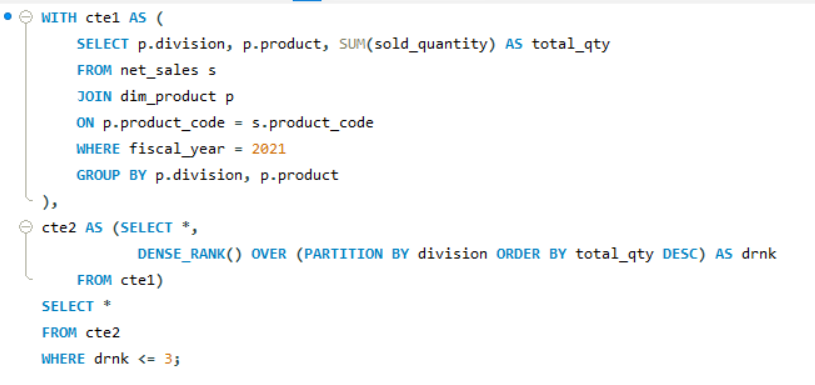 WITH cte1 AS (
SELECT p.division, p.product, SUM(sold_quantity) AS total_qty
FROM net_sales s
JOIN dim_product p
ON p.product_code = s.product_code
WHERE fiscal_year = 2021
GROUP BY p.division, p.product
),
cte2 AS (SELECT *,
DENSE_RANK() OVER (PARTITION BY division ORDER BY total_qty DESC) AS drnk
FROM cte1)
SELECT *
FROM cte2
WHERE drnk <= 3;